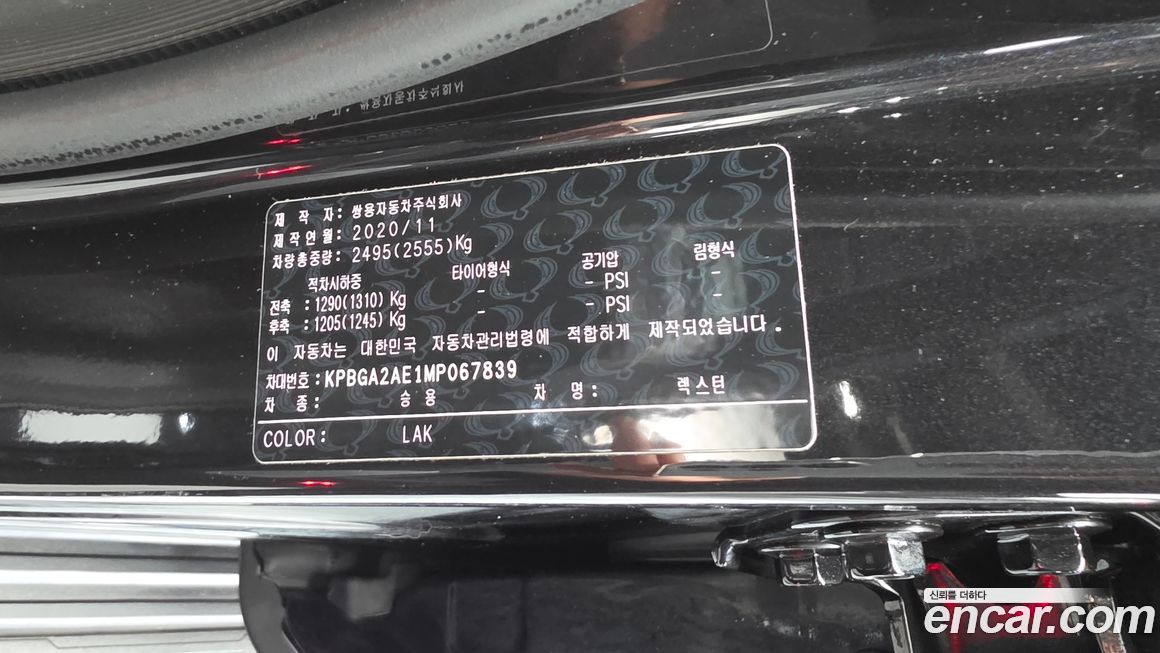 제 작 자: 쌍용자동차주식회사
제작연월: 2020/11
차량총중량: 2495(2555)Kg
적차시하중 타이어형식 공기압 림형식
전축 : 1290(1310) Kg - - PSI -
후축 : 1205(1245) Kg - - PSI -
이 자동차는 대한민국 자동차관리법령에 적합하게 제작되었습니다.
차대번호: KPBGA2AE1MP067839
차 종: 승 용 차 명: 렉스턴
COLOR: LAK
신뢰를 더하다
encar.com